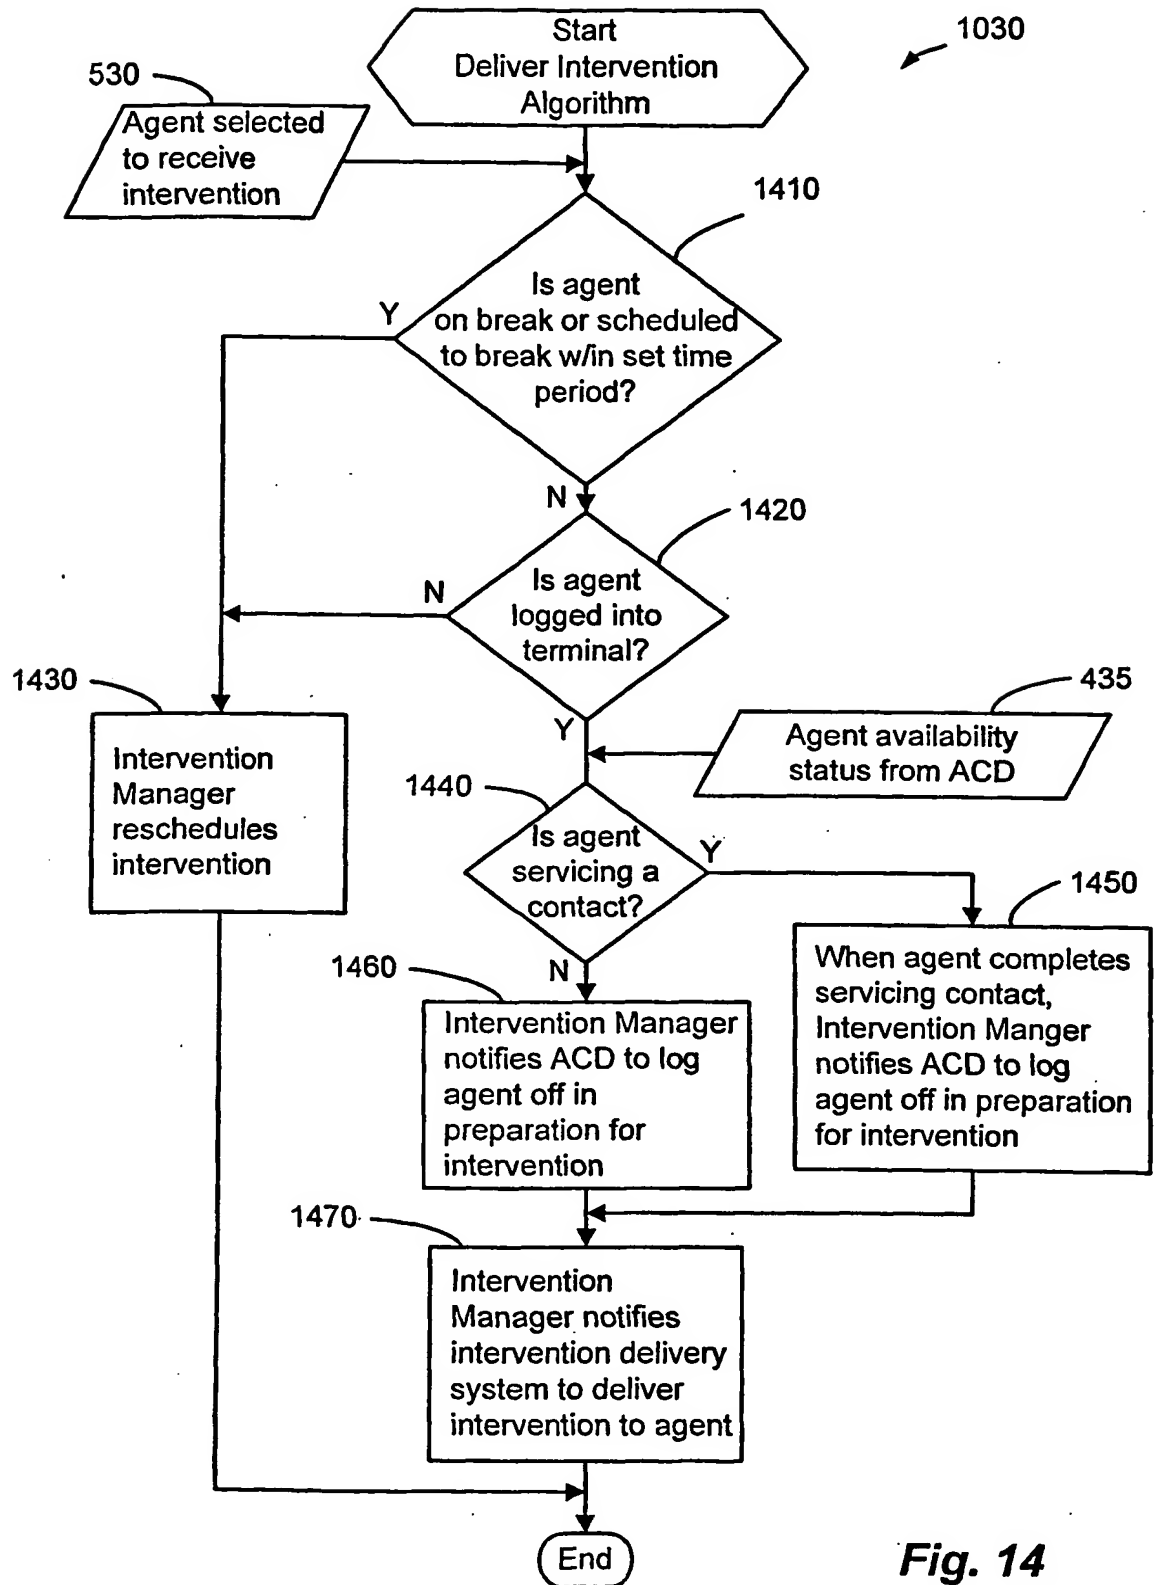 Start
Deliver Intervention
Algorithm
1030
530
Agent selected
to receive
intervention
1410
Is agent
on break or scheduled
to break w/in set time
period?
Y
N
1420
Is agent
logged into
terminal?
N
Y
1430
Intervention
Manager
reschedules
intervention
435
Agent availability
status from ACD
1440
Is agent
servicing a
contact?
Y
N
1450
When agent completes
servicing contact,
Intervention Manger
notifies ACD to log
agent off in preparation
for intervention
1460
Intervention Manager
notifies ACD to log
agent off in
preparation for
intervention
1470
Intervention
Manager notifies
intervention delivery
system to deliver
intervention to agent
End
Fig. 14